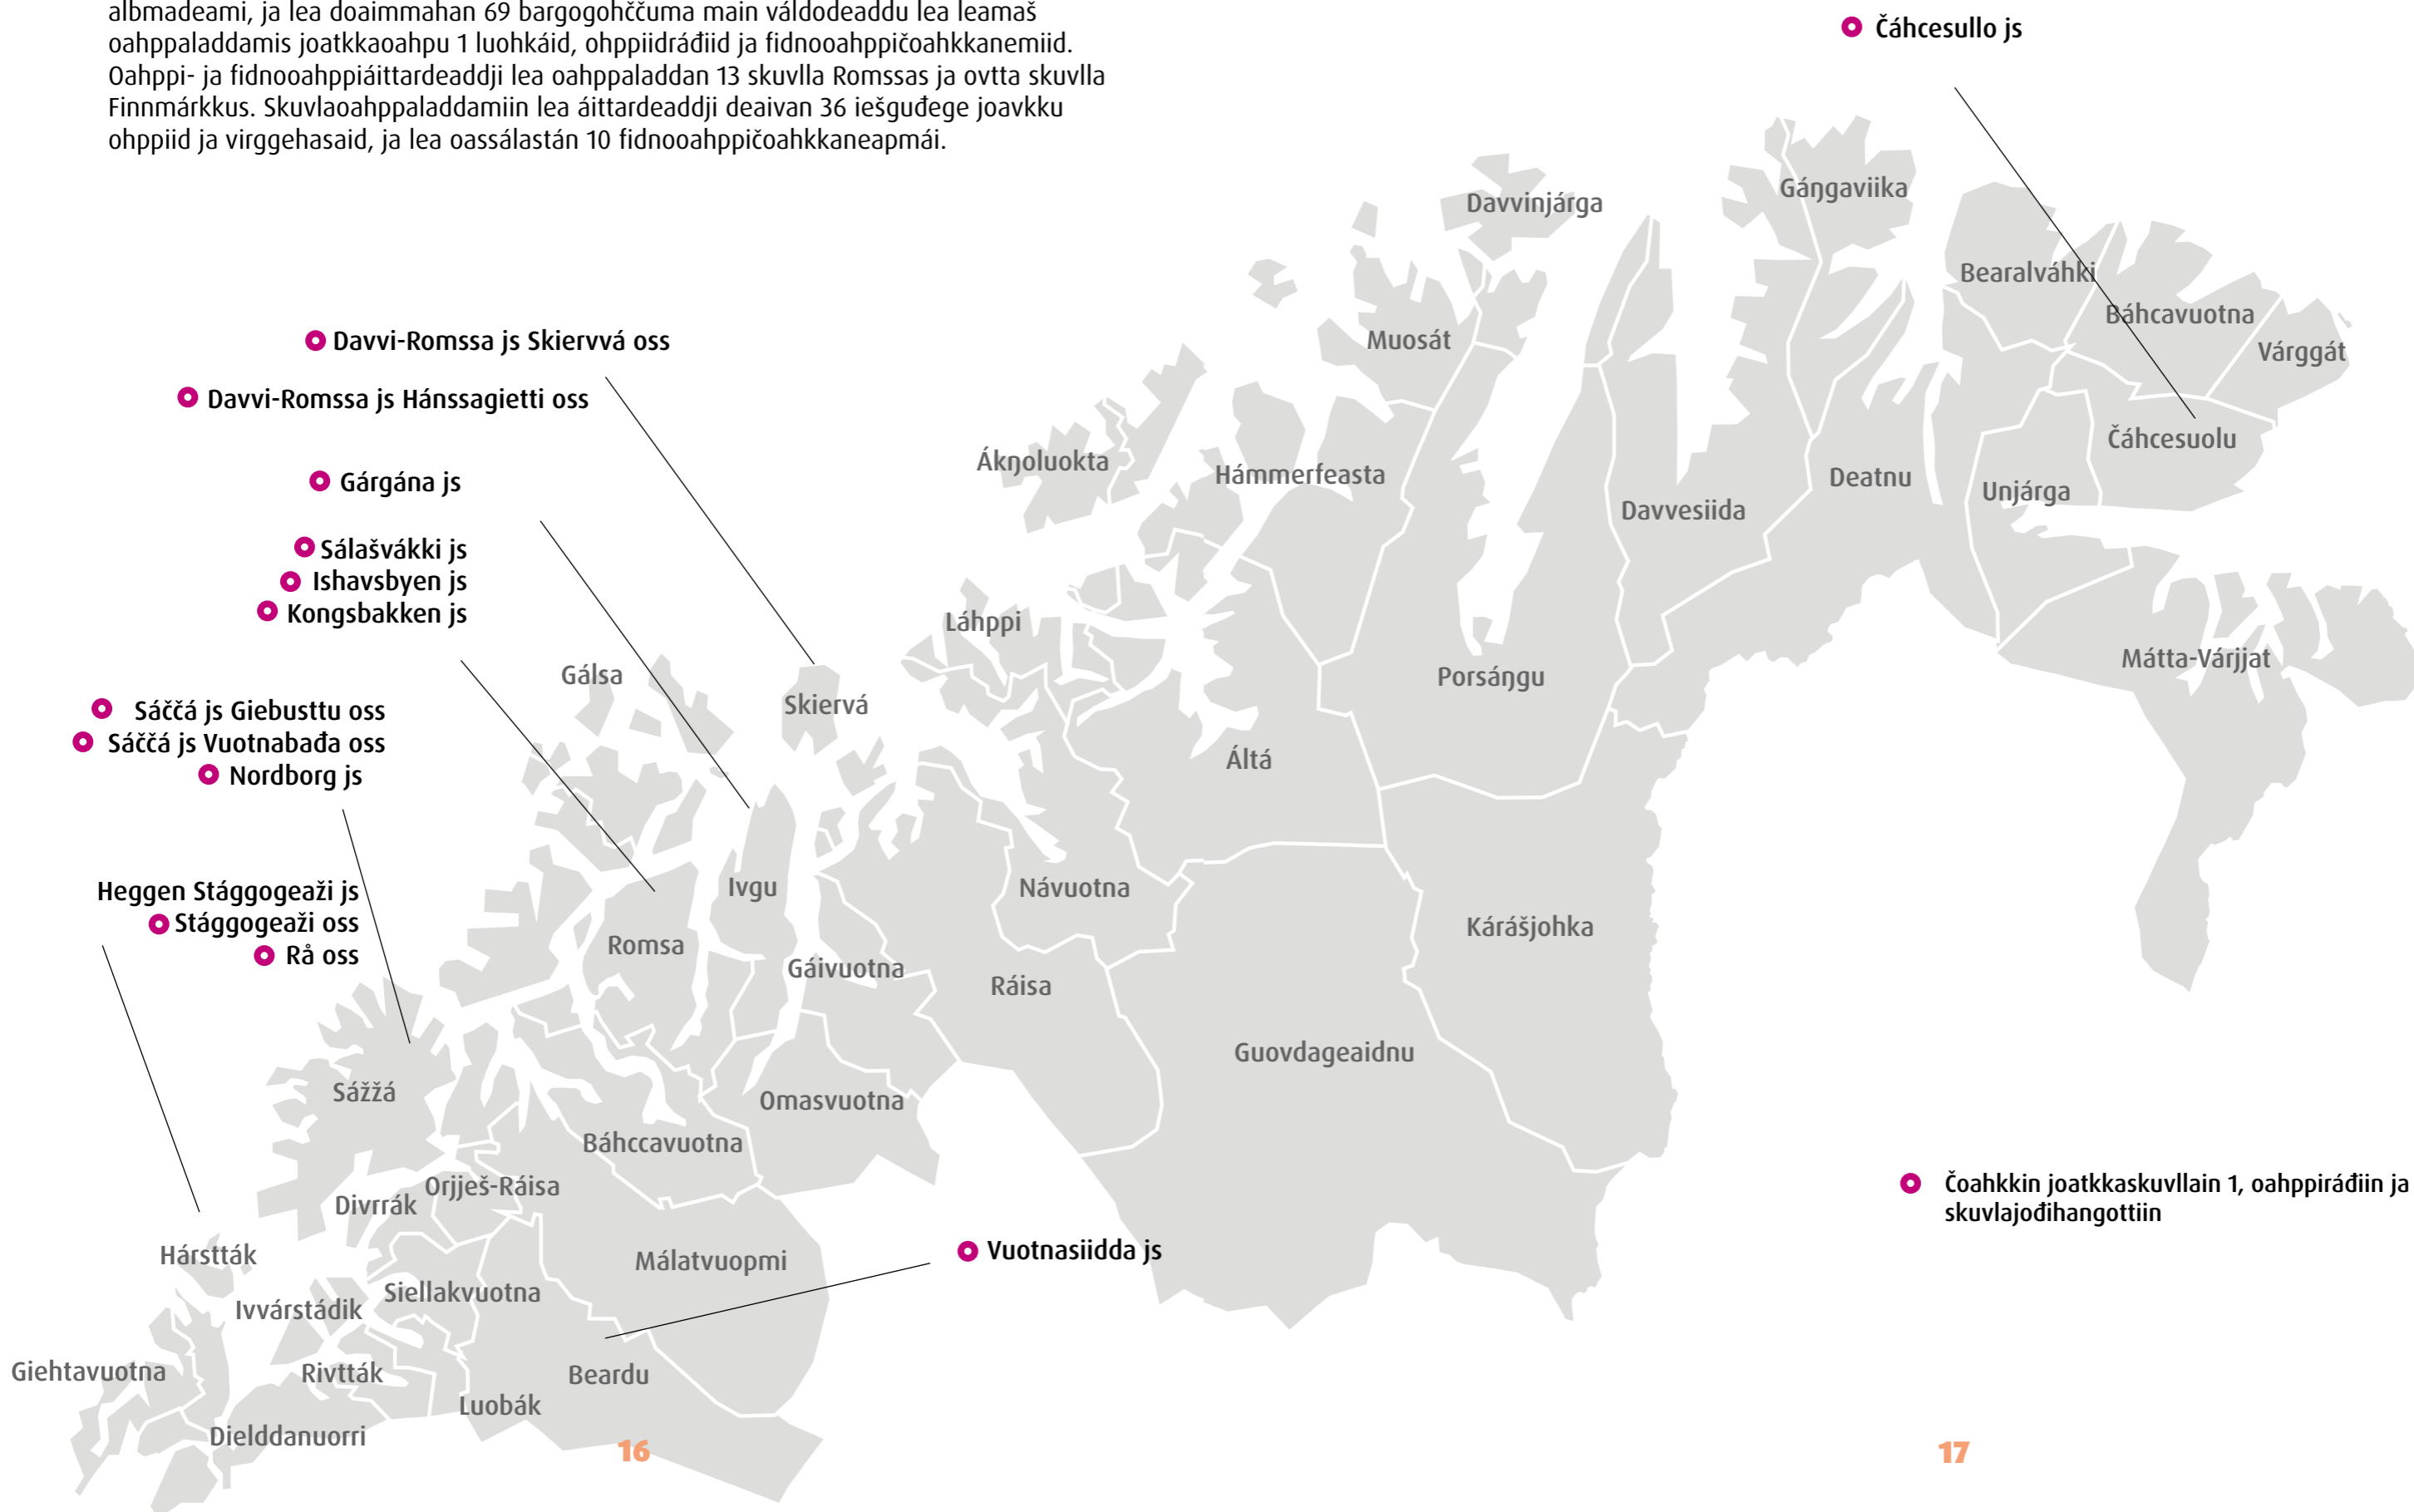 albmadeami, ja lea doaimmahan 69 bargogohččuma main váldodeaddu lea leamaš
oahppaladdamis joatkkaoahpu 1 luohkáid, ohppiidráđiid ja fidnooahppičoahkkanemiid.
Oahppi- ja fidnooahppiáittardeaddji lea oahppaladdan 13 skuvlla Romssas ja ovtta skuvlla
Finnmárkkus. Skuvlaoahppaladdamiin lea áittardeaddji deaivan 36 iešguđege joavkku
ohppiid ja virggehasaid, ja lea oassálastán 10 fidnooahppičoahkkaneapmái.
Čáhcesullo js
Davvi-Romssa js Skiervvá oss
Davvi-Romssa js Hánssagietti oss
Gárgána js
Sálašvákki js
Ishavsbyen js
Kongsbakken js
Sáččá js Giebusttu oss
Sáččá js Vuotnabađa oss
Nordborg js
Heggen Stággogeaži js
Stággogeaži oss
Rå oss
Vuotnasiidda js
Gáŋgaviika
Davvinjárga
Bearalváhki
Báhcavuotna
Várggát
Muosát
Čáhcesuolu
Ákŋoluokta
Hámmerfeasta
Deatnu
Unjárga
Davvesiida
Láhppi
Mátta-Várjjat
Gálsa
Porsáŋgu
Skiervá
Áltá
Ivgu
Návuotna
Kárášjohka
Romsa
Gáivuotna
Ráisa
Guovdageaidnu
Sážžá
Omasvuotna
Báhccavuotna
Orjješ-Ráisa
Divrrák
Hárstták
Málatvuopmi
Siellakvuotna
Ivvárstádik
Giehtavuotna
Rivtták
Beardu
Luobák
Dielddanuorri
Čoahkkin joatkkaskuvllain 1, oahppiráđiin ja
skuvlajođihangottiin
16
17